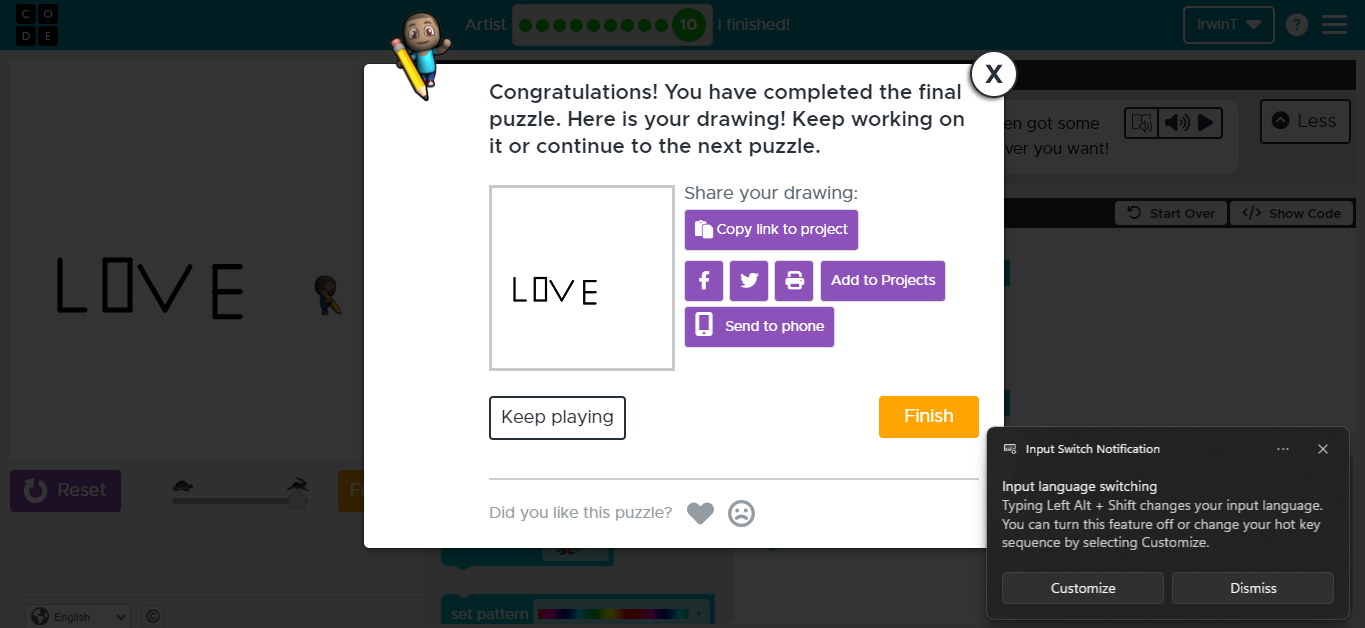 C O
D E
Artist
10
I finished!
IrwinT
?
Congratulations! You have completed the final
puzzle. Here is your drawing! Keep working on
it or continue to the next puzzle.
X
en got some
ver you want!
Less
Start Over
</> Show Code
LOVE
LOVE
Share your drawing:
Copy link to project
f
Add to Projects
Send to phone
Keep playing
Finish
Reset
Did you like this puzzle?
set pattern
English
©
Input Switch Notification
Input language switching
Typing Left Alt + Shift changes your input language.
You can turn this feature off or change your hot key
sequence by selecting Customize.
Customize
Dismiss